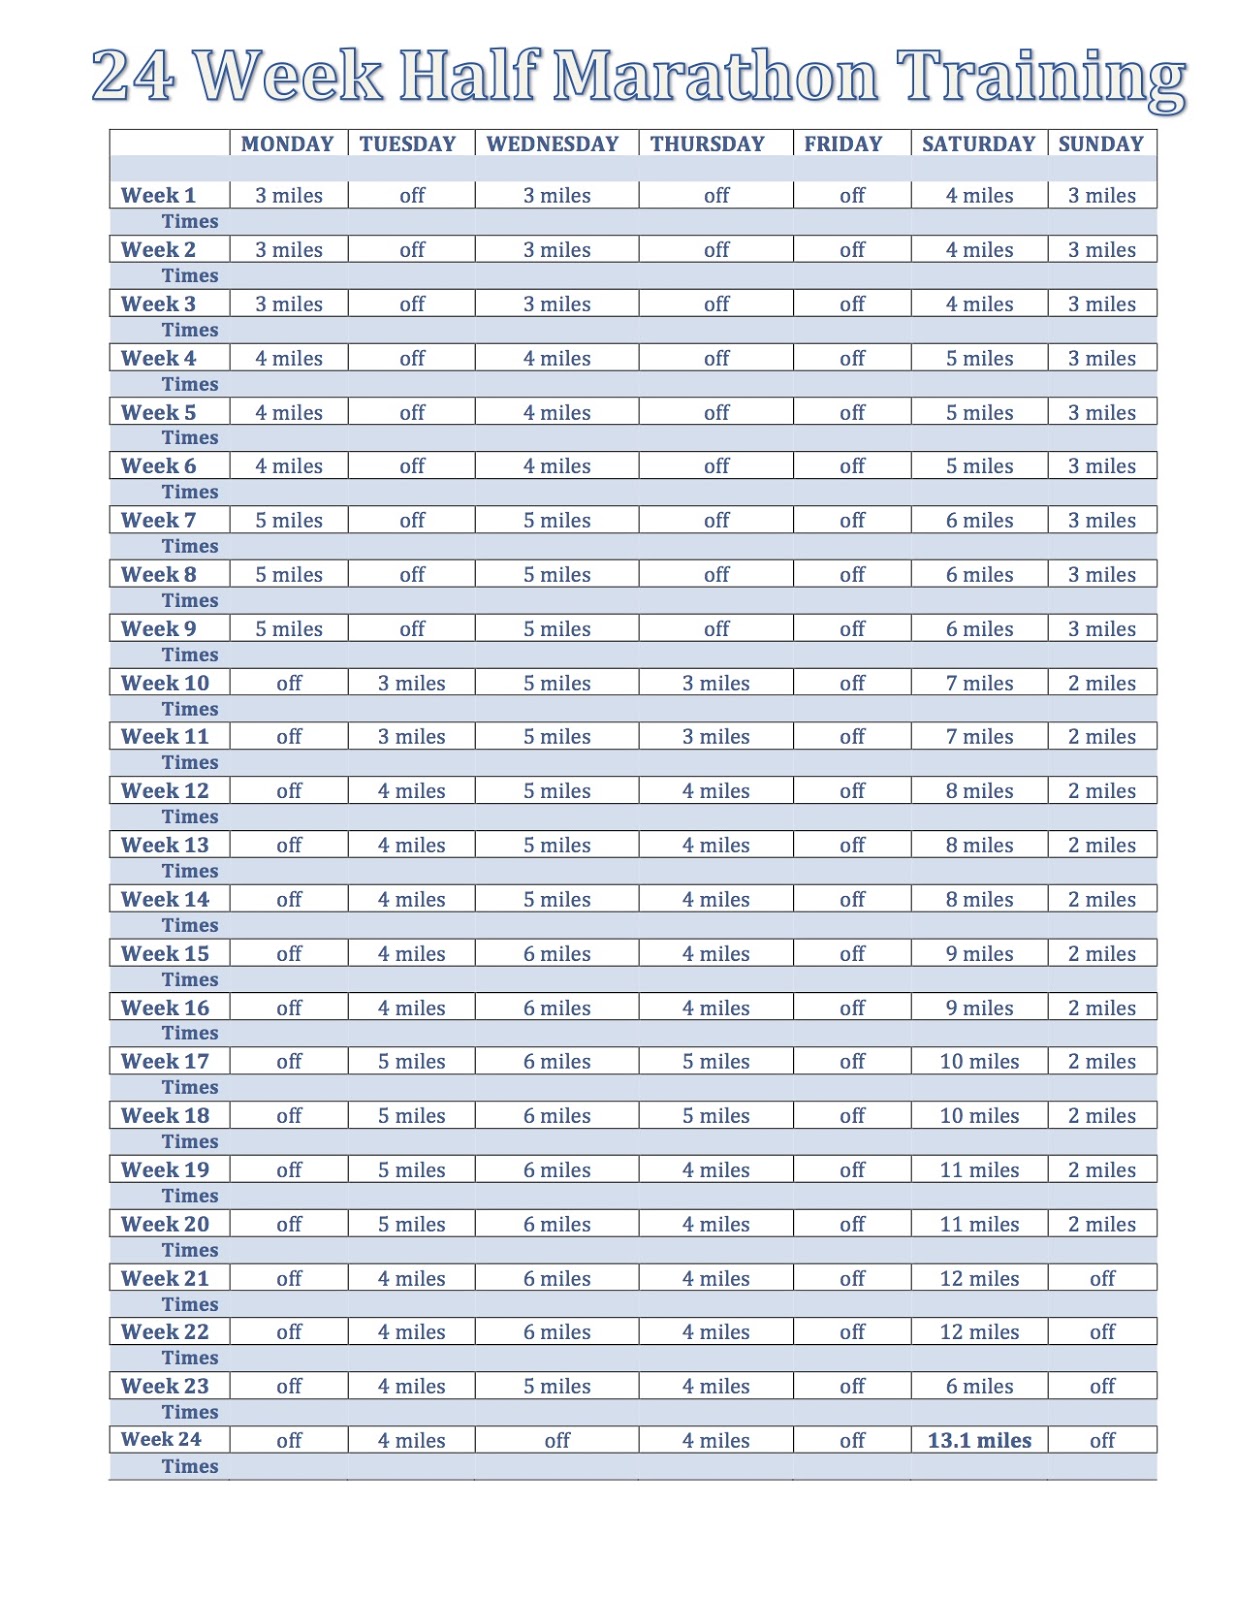 24 Week Half Marathon Training
MONDAY TUESDAY WEDNESDAY THURSDAY FRIDAY SATURDAY SUNDAY
Week 1 3 miles off 3 miles off off 4 miles 3 miles
Times
Week 2 3 miles off 3 miles off off 4 miles 3 miles
Times
Week 3 3 miles off 3 miles off off 4 miles 3 miles
Times
Week 4 4 miles off 4 miles off off 5 miles 3 miles
Times
Week 5 4 miles off 4 miles off off 5 miles 3 miles
Times
Week 6 4 miles off 4 miles off off 5 miles 3 miles
Times
Week 7 5 miles off 5 miles off off 6 miles 3 miles
Times
Week 8 5 miles off 5 miles off off 6 miles 3 miles
Times
Week 9 5 miles off 5 miles off off 6 miles 3 miles
Times
Week 10 off 3 miles 5 miles 3 miles off 7 miles 2 miles
Times
Week 11 off 3 miles 5 miles 3 miles off 7 miles 2 miles
Times
Week 12 off 4 miles 5 miles 4 miles off 8 miles 2 miles
Times
Week 13 off 4 miles 5 miles 4 miles off 8 miles 2 miles
Times
Week 14 off 4 miles 5 miles 4 miles off 8 miles 2 miles
Times
Week 15 off 4 miles 6 miles 4 miles off 9 miles 2 miles
Times
Week 16 off 4 miles 6 miles 4 miles off 9 miles 2 miles
Times
Week 17 off 5 miles 6 miles 5 miles off 10 miles 2 miles
Times
Week 18 off 5 miles 6 miles 5 miles off 10 miles 2 miles
Times
Week 19 off 5 miles 6 miles 4 miles off 11 miles 2 miles
Times
Week 20 off 5 miles 6 miles 4 miles off 11 miles 2 miles
Times
Week 21 off 4 miles 6 miles 4 miles off 12 miles off
Times
Week 22 off 4 miles 6 miles 4 miles off 12 miles off
Times
Week 23 off 4 miles 5 miles 4 miles off 6 miles off
Times
Week 24 off 4 miles off 4 miles off 13.1 miles off
Times